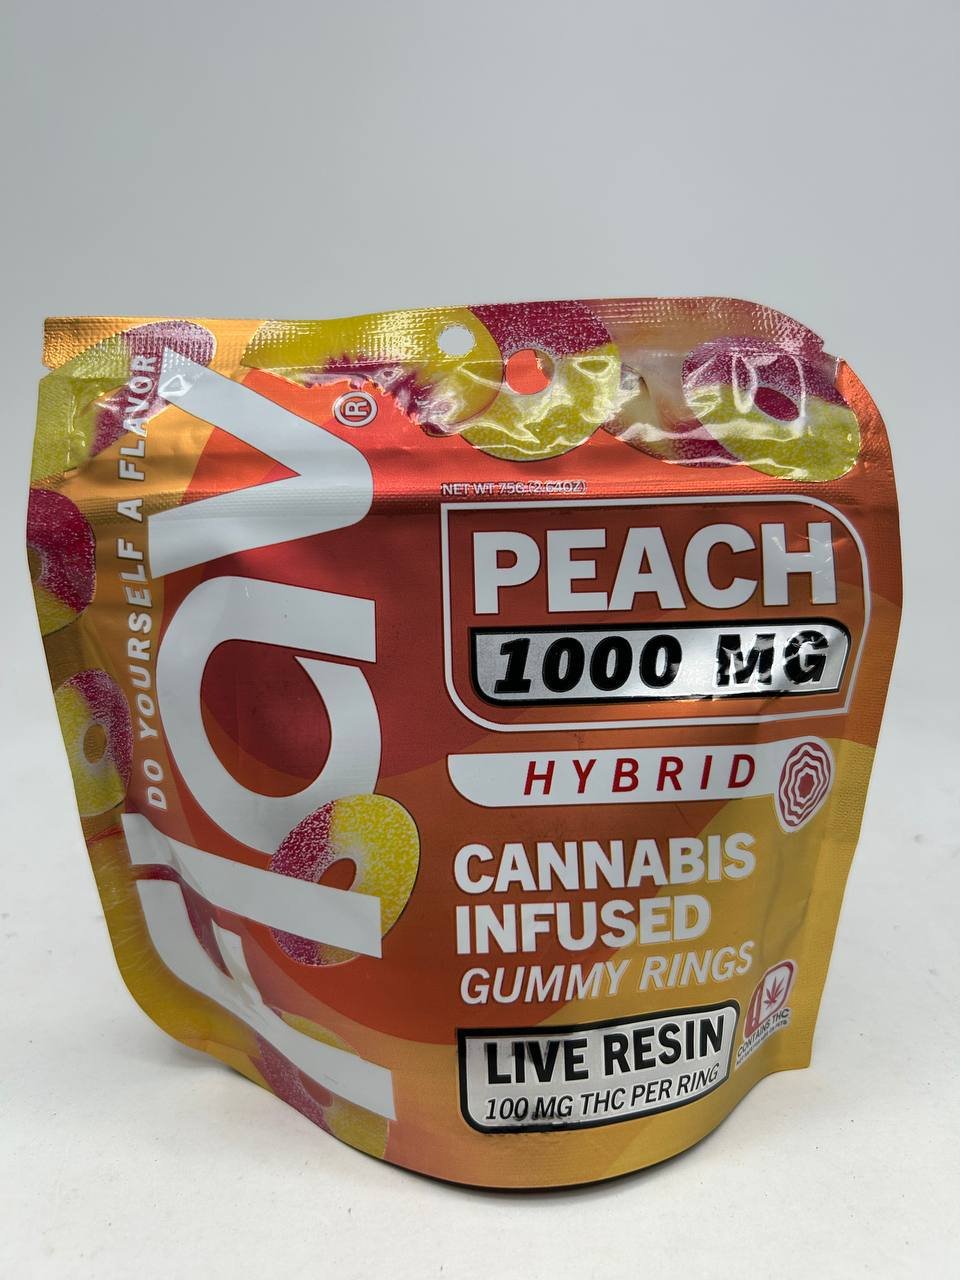 DO YOURSELF A FLAVOR
flav®
NET WT 75G (2.64OZ)
PEACH
1000 MG
HYBRID
CANNABIS
INFUSED
GUMMY RINGS
LIVE RESIN
100 MG THC PER RING
CONTAINS THC